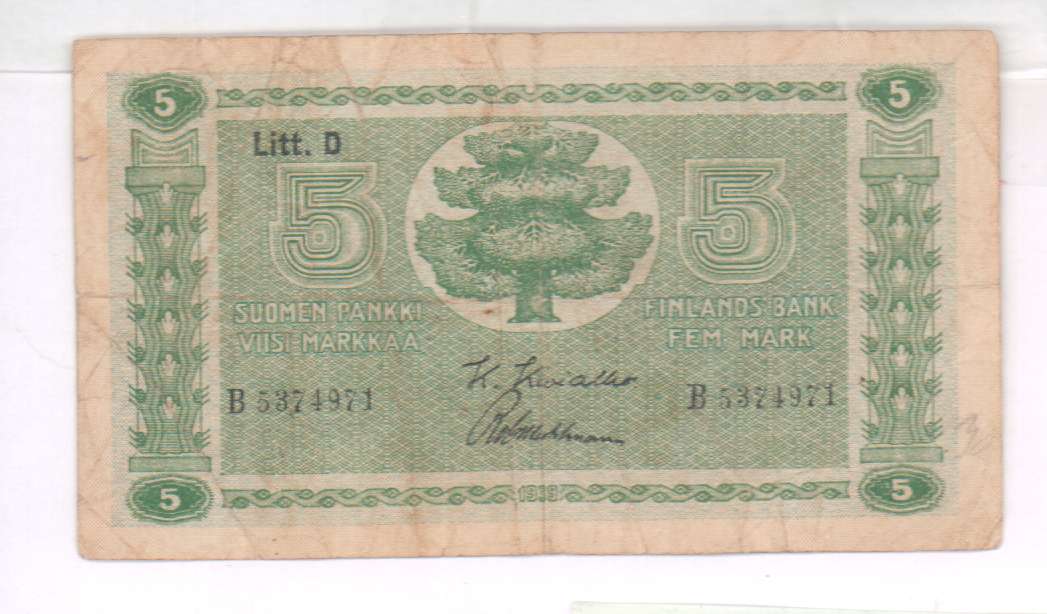 5 5
Litt. D
5 5
SUOMEN PANKKI FINLANDS BANK
VIISI MARKKAA FEM MARK
B 5374971 B 5374971
5 5